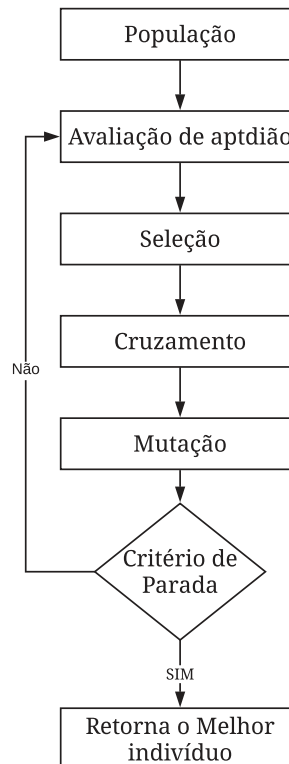 População
Avaliação de aptdião
Seleção
Cruzamento
Não
Mutação
Critério de
Parada
SIM
Retorna o Melhor
indivíduo